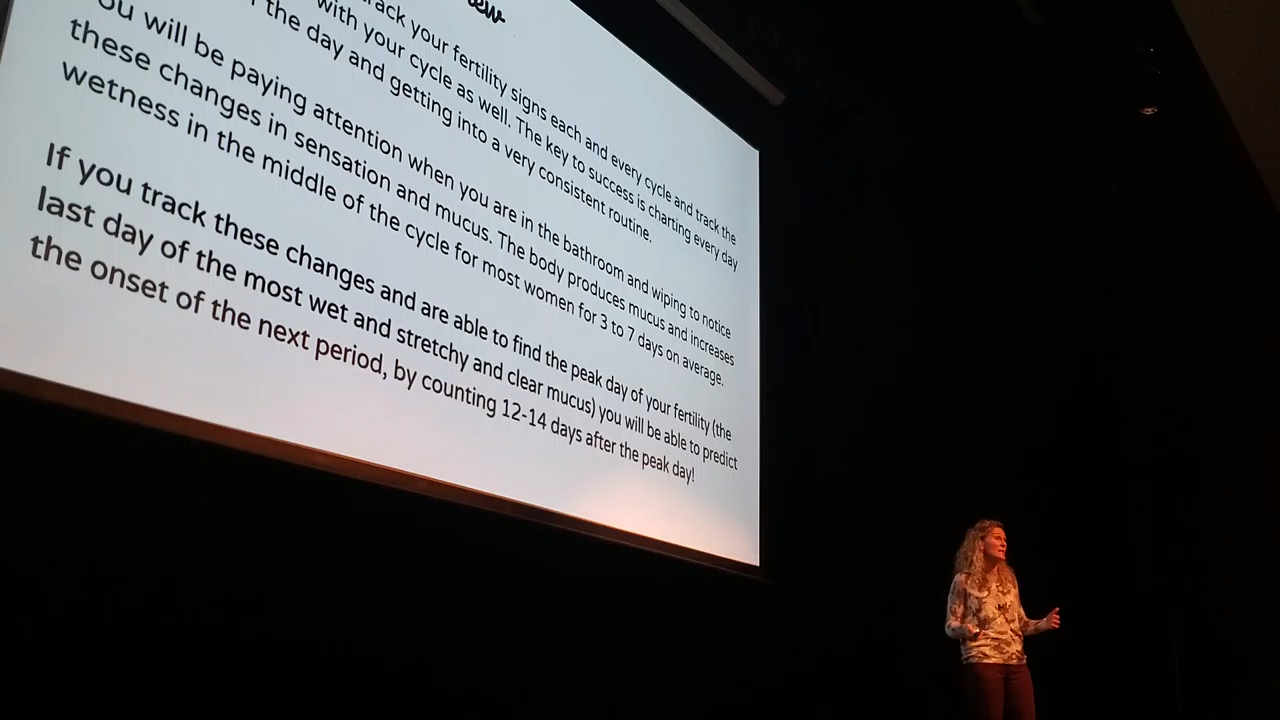 ew
rack your fertility signs each and every cycle and track the
with your cycle as well. The key to success is charting every day
the day and getting into a very consistent routine.
ou will be paying attention when you are in the bathroom and wiping to notice
these changes in sensation and mucus. The body produces mucus and increases
wetness in the middle of the cycle for most women for 3 to 7 days on average.
If you track these changes and are able to find the peak day of your fertility (the
last day of the most wet and stretchy and clear mucus) you will be able to predict
the onset of the next period, by counting 12-14 days after the peak day!